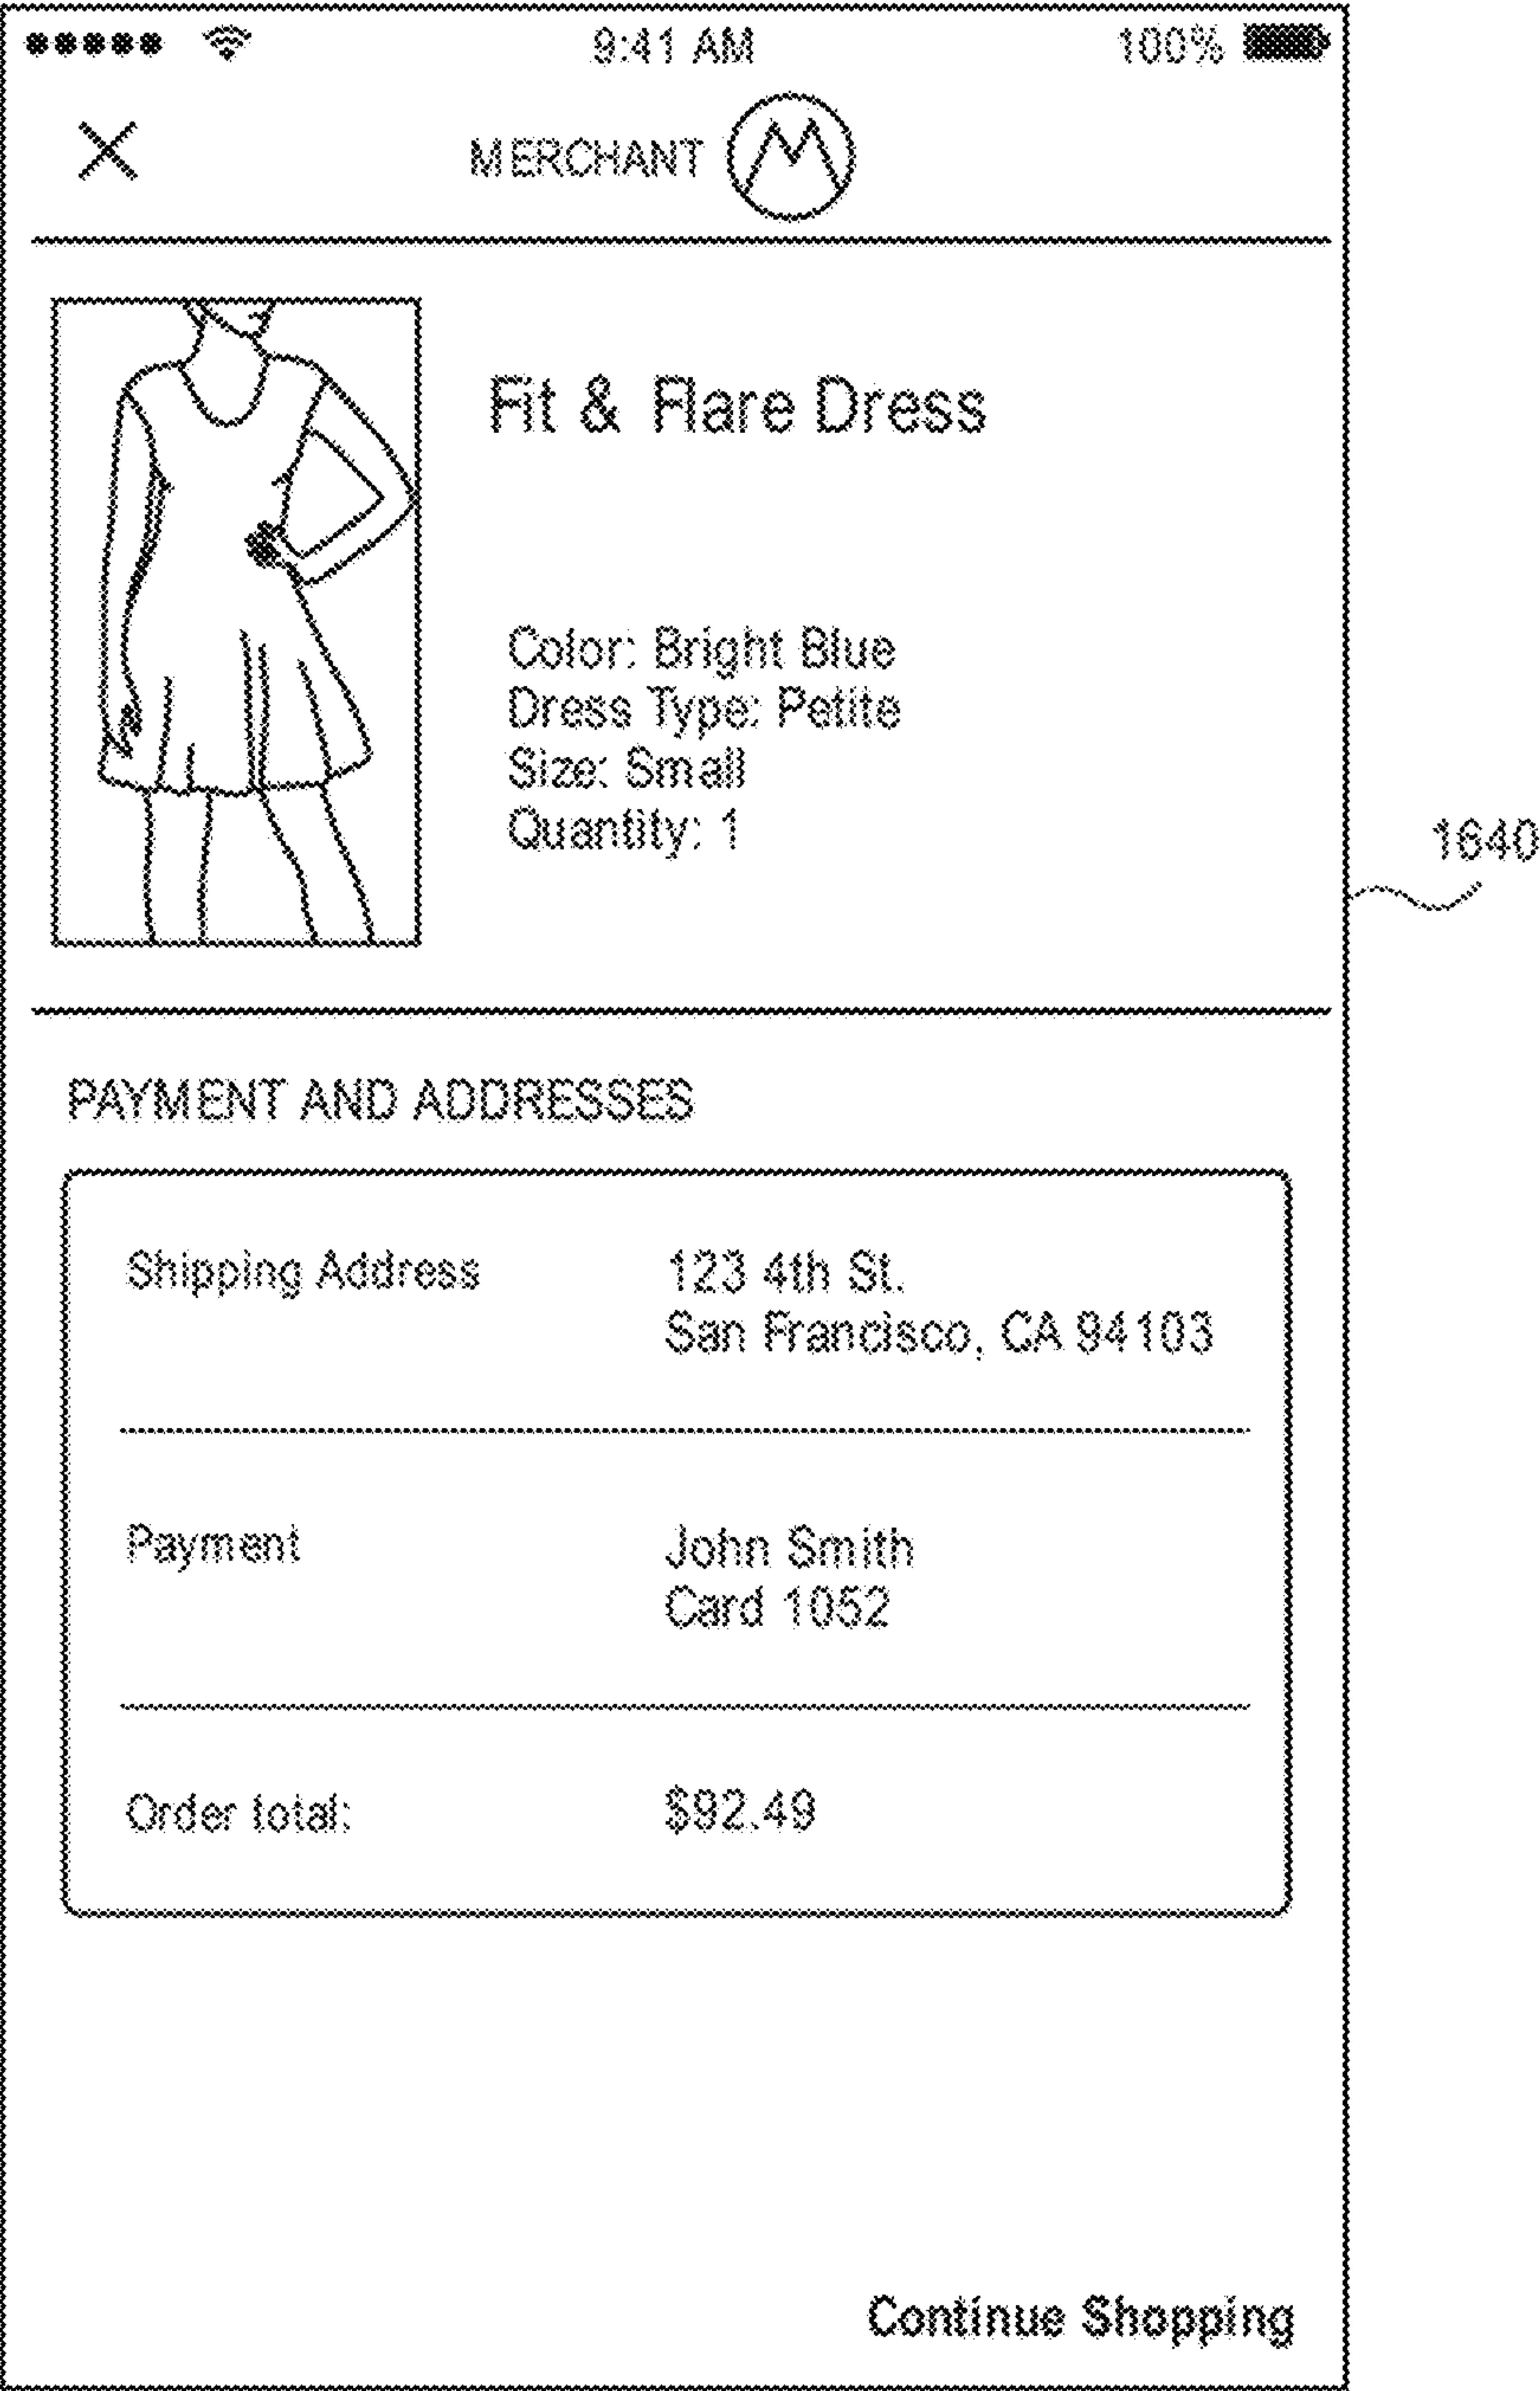 9:41 AM 100%
MERCHANT M
Fit & Flare Dress
Color: Bright Blue
Dress Type: Petite
Size: Small
Quantity: 1
1640
PAYMENT AND ADDRESSES
Shipping Address 123 4th St.
San Francisco, CA 94103
Payment John Smith
Card 1052
Order total: $92.49
Continue Shopping